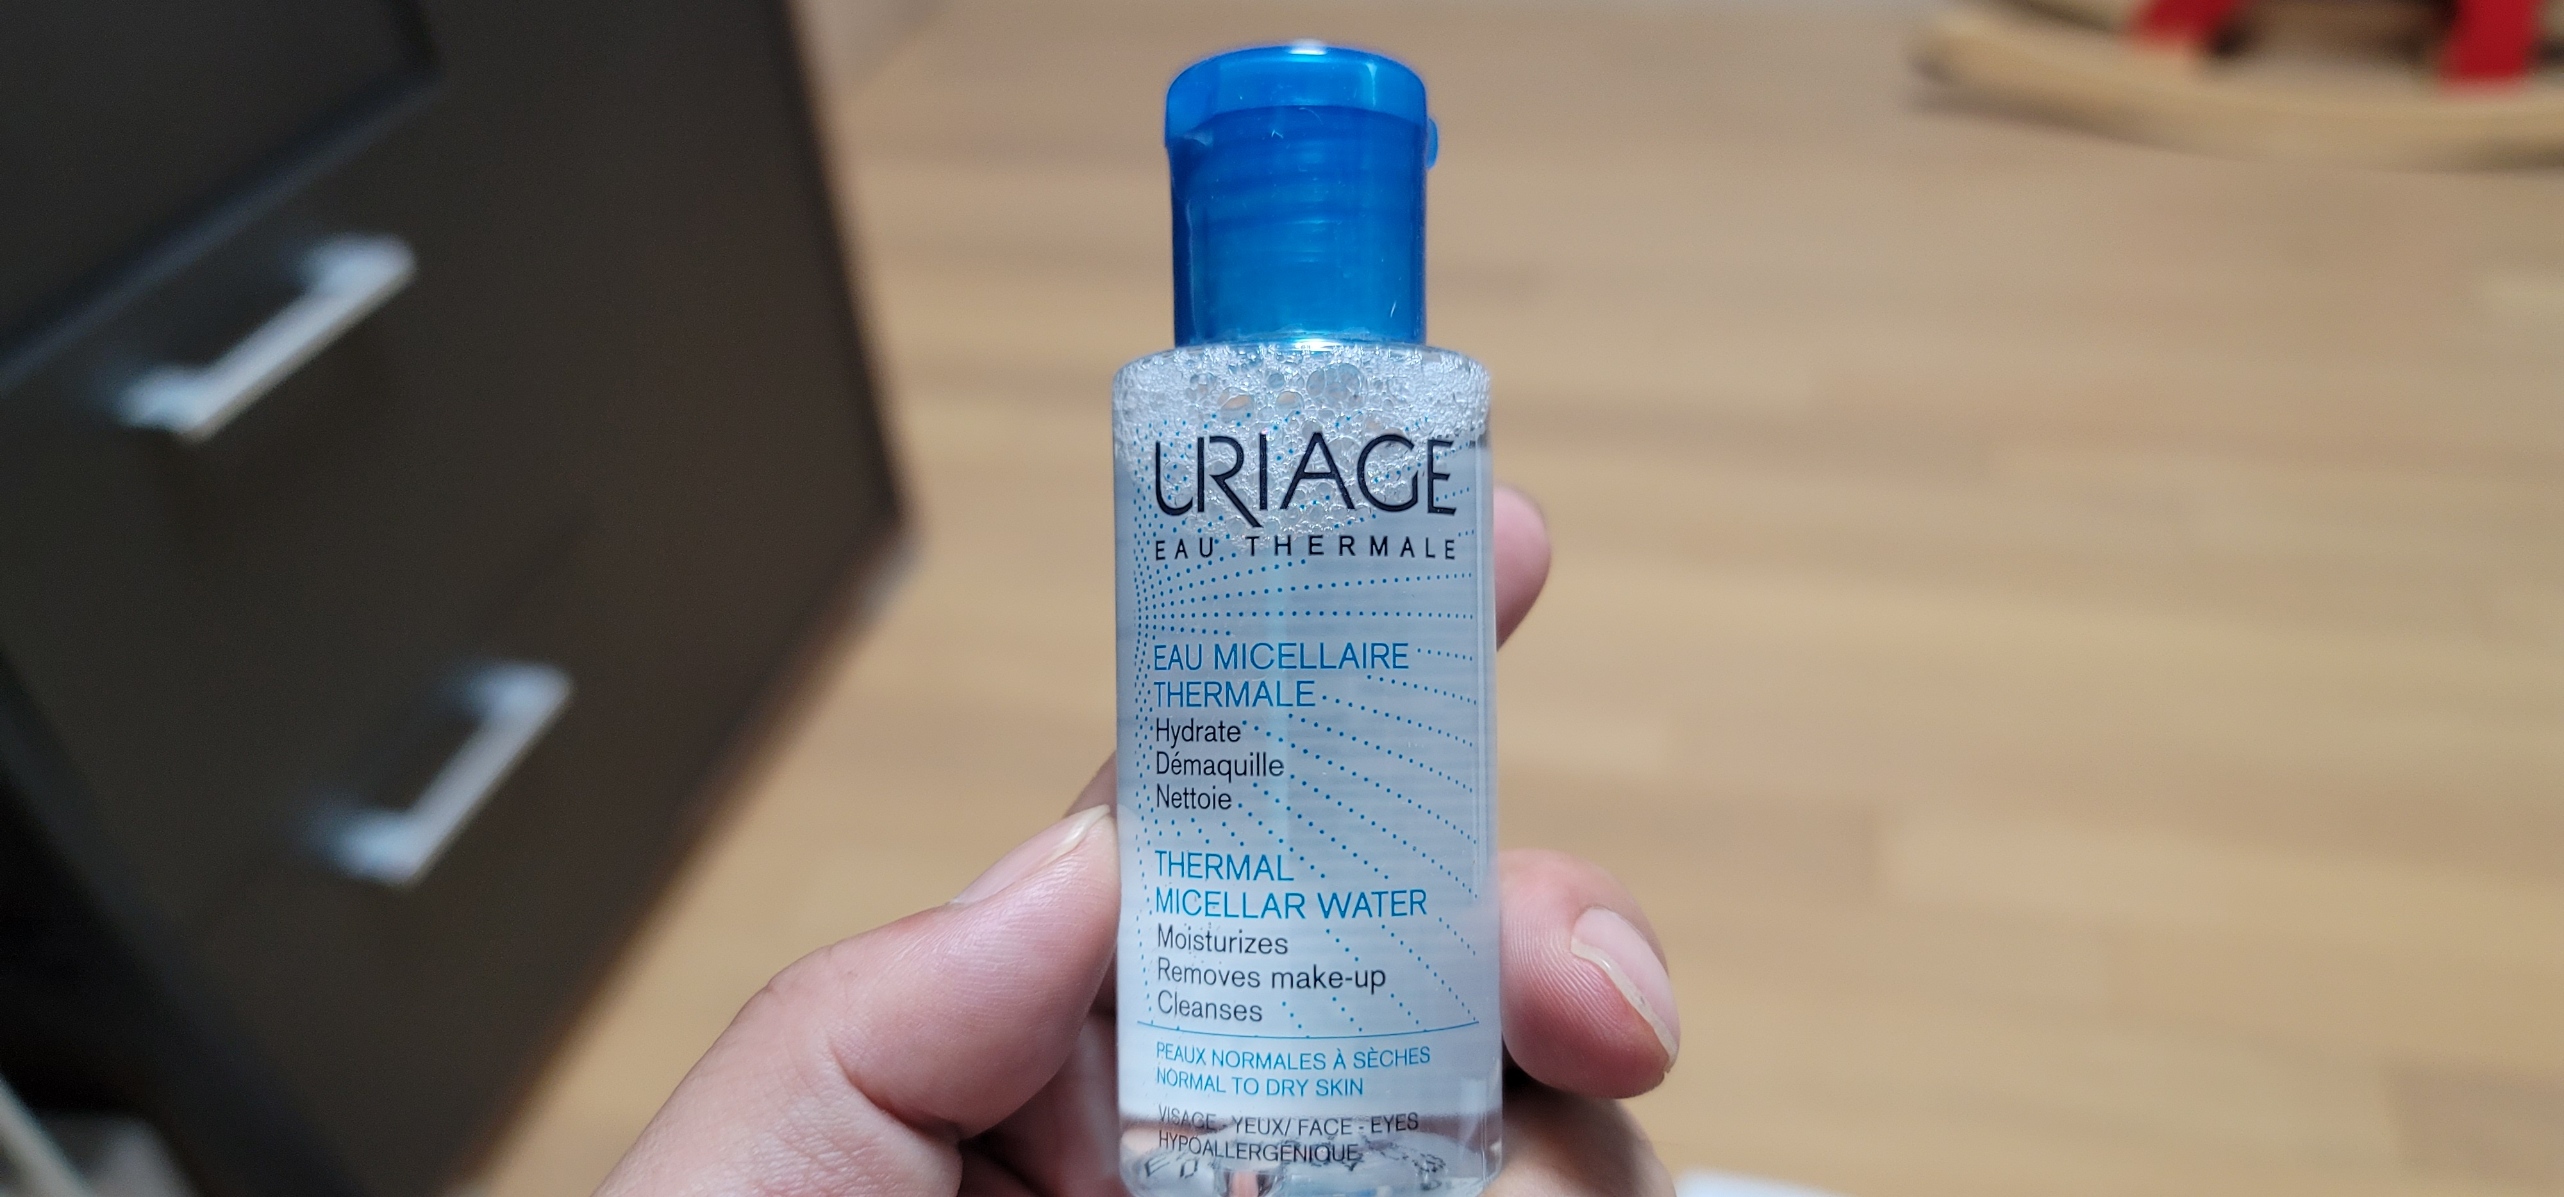 URIAGE
EAU THERMALE
EAU MICELLAIRE
THERMALE
Hydrate
Démaquille
Nettoie
THERMAL
MICELLAR WATER
Moisturizes
Removes make-up
Cleanses
PEAUX NORMALES À SÈCHES
NORMAL TO DRY SKIN
VISAGE - YEUX/ FACE - EYES
HYPOALLERGÉNIQUE